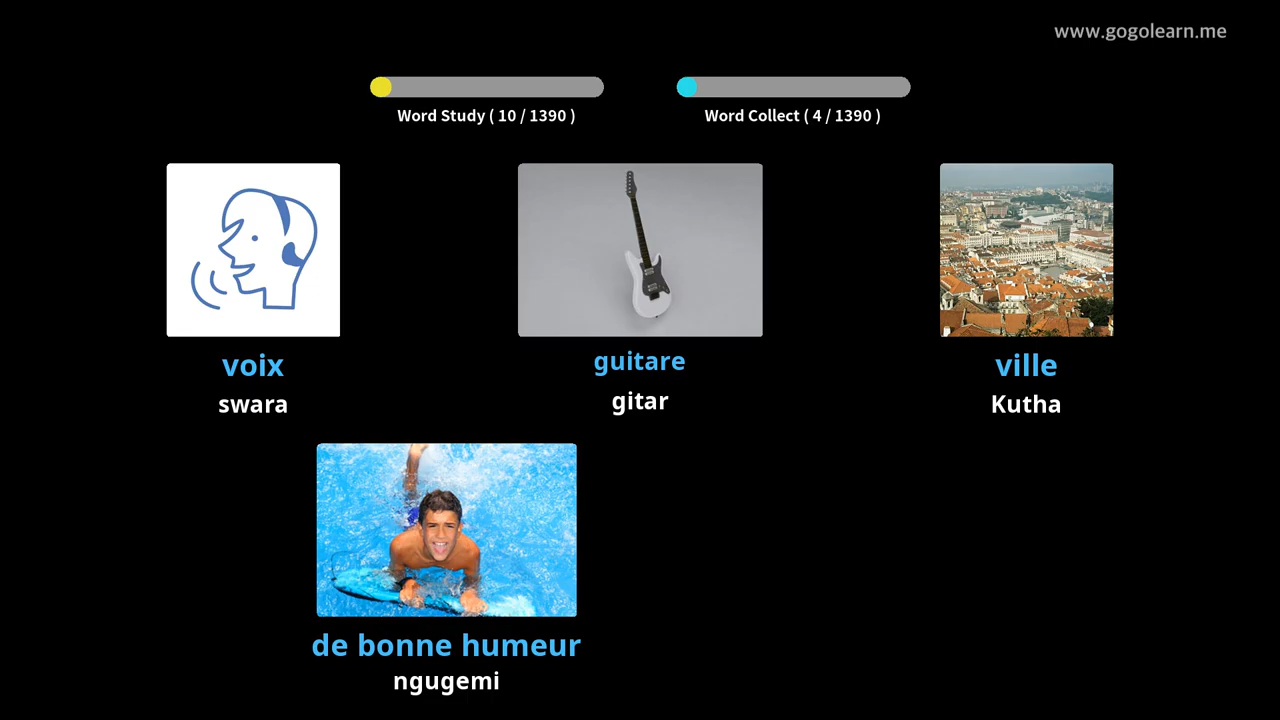 www.gogolearn.me
Word Study ( 10 / 1390 )
Word Collect ( 4 / 1390 )
voix
swara
guitare
gitar
ville
Kutha
de bonne humeur
ngugemi